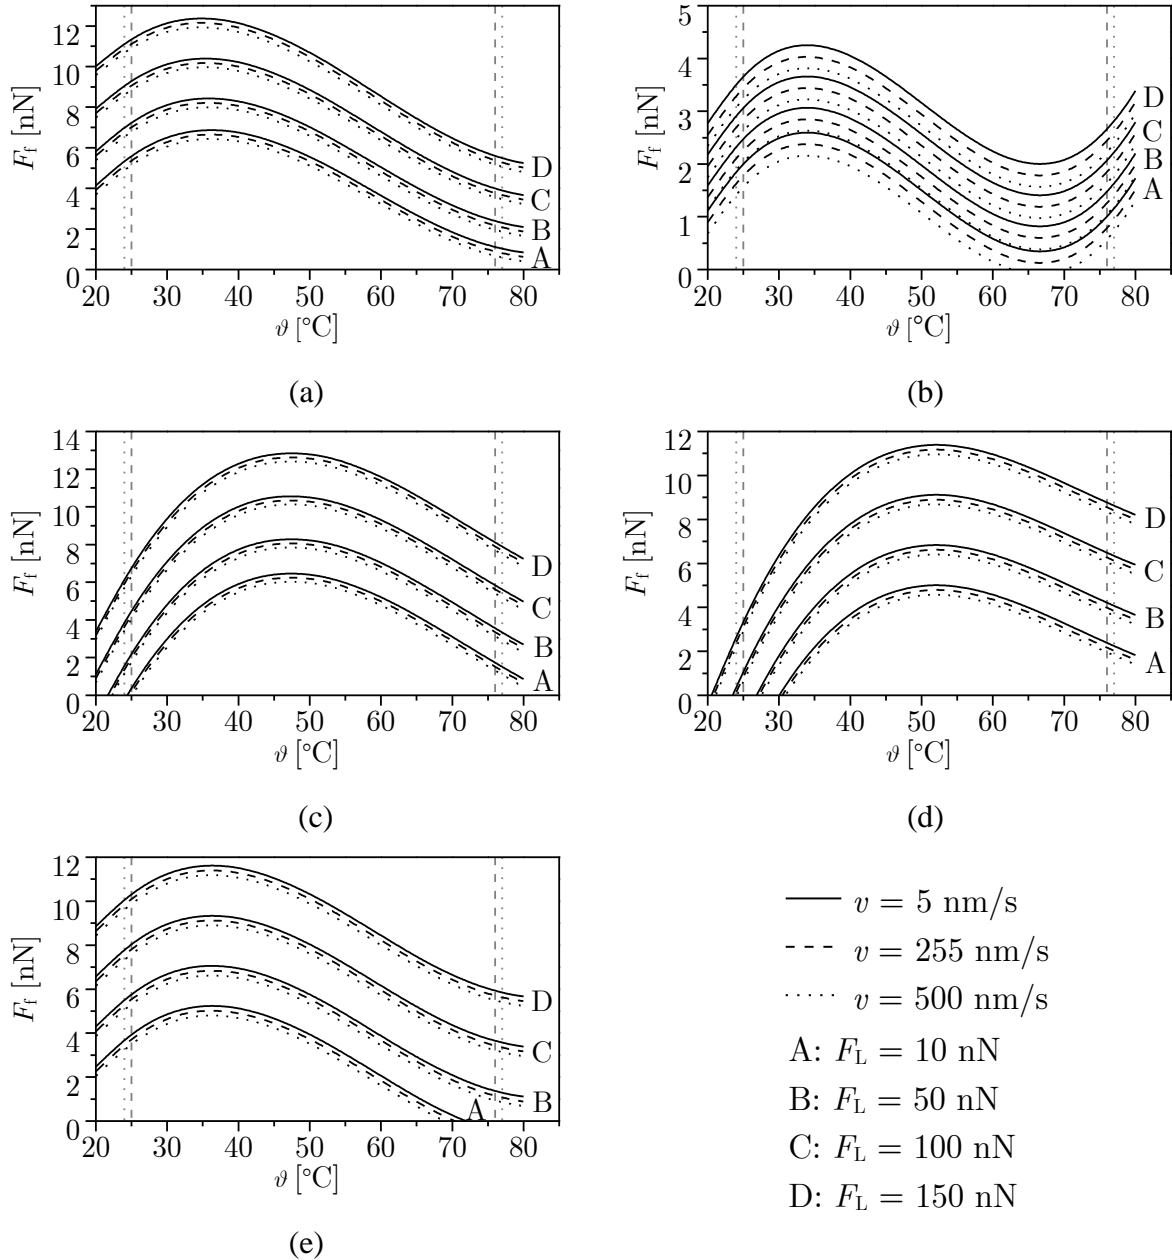 12
10
8
6
4
2
0
F_f [nN]
D
C
B
A
20 30 40 50 60 70 80
ϑ [°C]
(a)
5
4
3
2
1
0
F_f [nN]
D
C
B
A
20 30 40 50 60 70 80
ϑ [°C]
(b)
14
12
10
8
6
4
2
0
F_f [nN]
D
C
B
A
20 30 40 50 60 70 80
ϑ [°C]
(c)
12
10
8
6
4
2
0
F_f [nN]
D
C
B
A
20 30 40 50 60 70 80
ϑ [°C]
(d)
12
10
8
6
4
2
0
F_f [nN]
D
C
B
A
20 30 40 50 60 70 80
ϑ [°C]
(e)
v = 5 nm/s
v = 255 nm/s
v = 500 nm/s
A: F_L = 10 nN
B: F_L = 50 nN
C: F_L = 100 nN
D: F_L = 150 nN